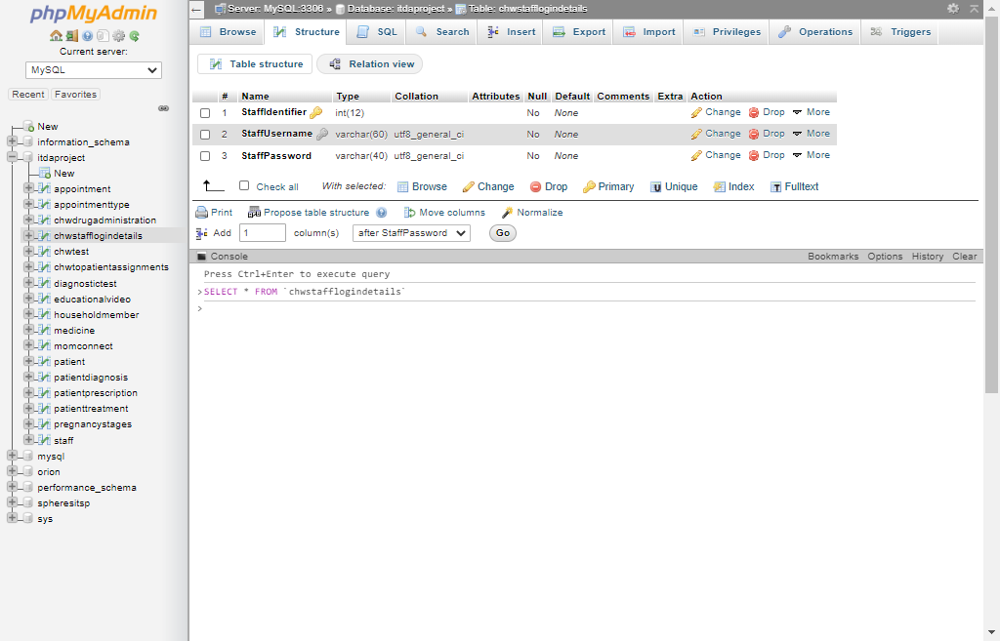 phpMyAdmin
Current server:
MySQL
Recent Favorites
New
information_schema
itdaproject
New
appointment
appointmenttype
chwdrugadministration
chwstafflogindetails
chwtest
chwtopatientassignments
diagnostictest
educationalvideo
householdmember
medicine
momconnect
patient
patientdiagnosis
patientprescription
patienttreatment
pregnancystages
staff
mysql
orion
performance_schema
spheresitsp
sys
Server: MySQL:3306 » Database: itdaproject » Table: chwstafflogindetails
Browse Structure SQL Search Insert Export Import Privileges Operations Triggers
Table structure Relation view
# Name Type Collation Attributes Null Default Comments Extra Action
1 StaffIdentifier int(12) No None Change Drop More
2 StaffUsername varchar(60) utf8_general_ci No None Change Drop More
3 StaffPassword varchar(40) utf8_general_ci No None Change Drop More
Check all With selected: Browse Change Drop Primary Unique Index Fulltext
Print Propose table structure Move columns Normalize
Add 1 column(s) after StaffPassword Go
Console Bookmarks Options History Clear
Press Ctrl+Enter to execute query
>SELECT * FROM `chwstafflogindetails`
>